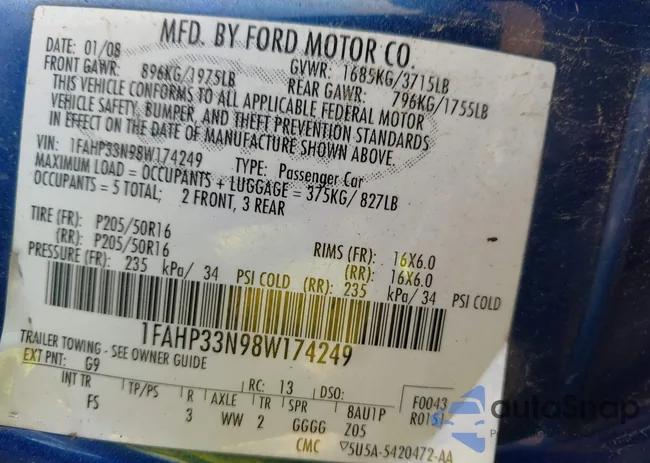 MFD. BY FORD MOTOR CO.
DATE: 01/08 GVWR: 1685KG/3715LB
FRONT GAWR: 896KG/1975LB REAR GAWR: 796KG/1755LB
THIS VEHICLE CONFORMS TO ALL APPLICABLE FEDERAL MOTOR
VEHICLE SAFETY, BUMPER, AND THEFT PREVENTION STANDARDS
IN EFFECT ON THE DATE OF MANUFACTURE SHOWN ABOVE.
VIN: 1FAHP33N98W174249 TYPE: Passenger Car
MAXIMUM LOAD = OCCUPANTS + LUGGAGE = 375KG/ 827LB
OCCUPANTS = 5 TOTAL; 2 FRONT, 3 REAR
TIRE (FR): P205/50R16 RIMS (FR): 16X6.0
(RR): P205/50R16 (RR): 16X6.0
PRESSURE (FR): 235 kPa/ 34 PSI COLD (RR): 235 kPa/ 34 PSI COLD
1FAHP33N98W174249
TRAILER TOWING - SEE OWNER GUIDE
EXT PNT: G9 RC: 13 DSO: F0043
INT TR TP/PS R AXLE TR SPR 8AU1P R0151
FS 3 WW 2 GGGG Z05
CMC ▽5U5A-5420472-AA
autoSnap
Powered by Automotive